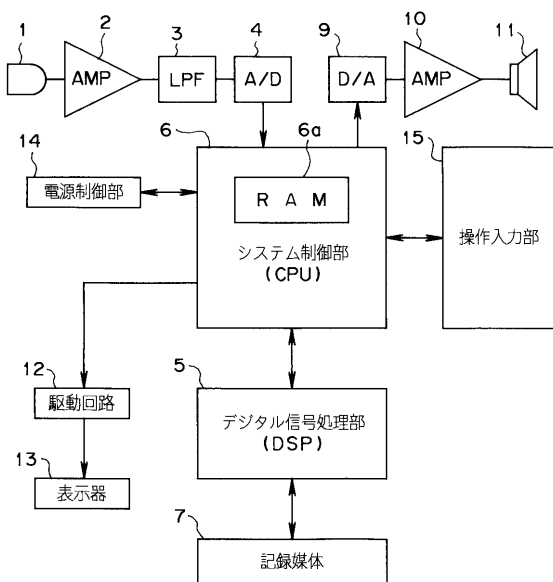 1
2
3
4
9
10
11
AMP
LPF
A/D
D/A
AMP
6
6a
15
14
電源制御部
R A M
システム制御部
(CPU)
操作入力部
5
12
駆動回路
デジタル信号処理部
(DSP)
13
表示器
7
記録媒体